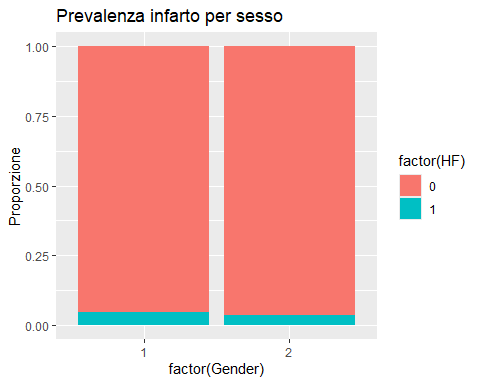 Prevalenza infarto per sesso
1.00
0.75
0.50
0.25
0.00
Proporzione
1 2
factor(Gender)
factor(HF)
0
1